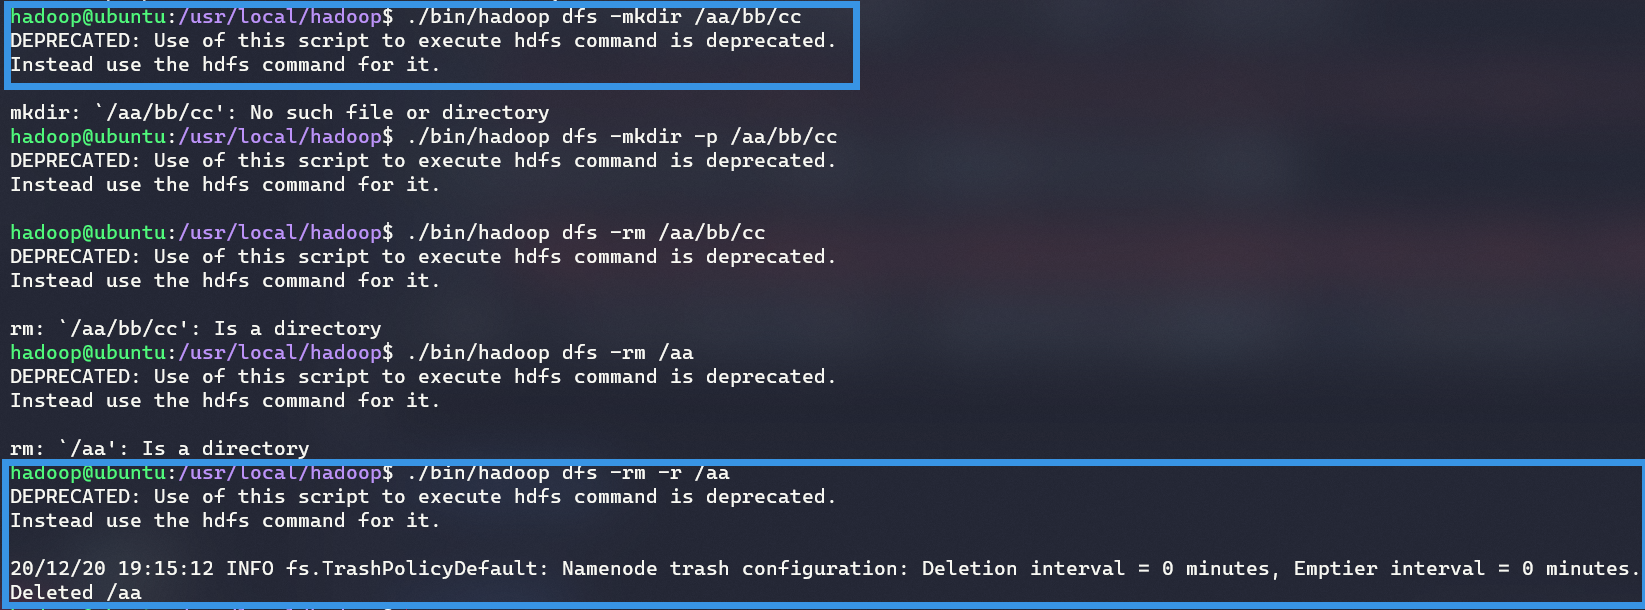 hadoop@ubuntu:/usr/local/hadoop$ ./bin/hadoop dfs -mkdir /aa/bb/cc
DEPRECATED: Use of this script to execute hdfs command is deprecated.
Instead use the hdfs command for it.
mkdir: `/aa/bb/cc': No such file or directory
hadoop@ubuntu:/usr/local/hadoop$ ./bin/hadoop dfs -mkdir -p /aa/bb/cc
DEPRECATED: Use of this script to execute hdfs command is deprecated.
Instead use the hdfs command for it.
hadoop@ubuntu:/usr/local/hadoop$ ./bin/hadoop dfs -rm /aa/bb/cc
DEPRECATED: Use of this script to execute hdfs command is deprecated.
Instead use the hdfs command for it.
rm: `/aa/bb/cc': Is a directory
hadoop@ubuntu:/usr/local/hadoop$ ./bin/hadoop dfs -rm /aa
DEPRECATED: Use of this script to execute hdfs command is deprecated.
Instead use the hdfs command for it.
rm: `/aa': Is a directory
hadoop@ubuntu:/usr/local/hadoop$ ./bin/hadoop dfs -rm -r /aa
DEPRECATED: Use of this script to execute hdfs command is deprecated.
Instead use the hdfs command for it.
20/12/20 19:15:12 INFO fs.TrashPolicyDefault: Namenode trash configuration: Deletion interval = 0 minutes, Emptier interval = 0 minutes.
Deleted /aa